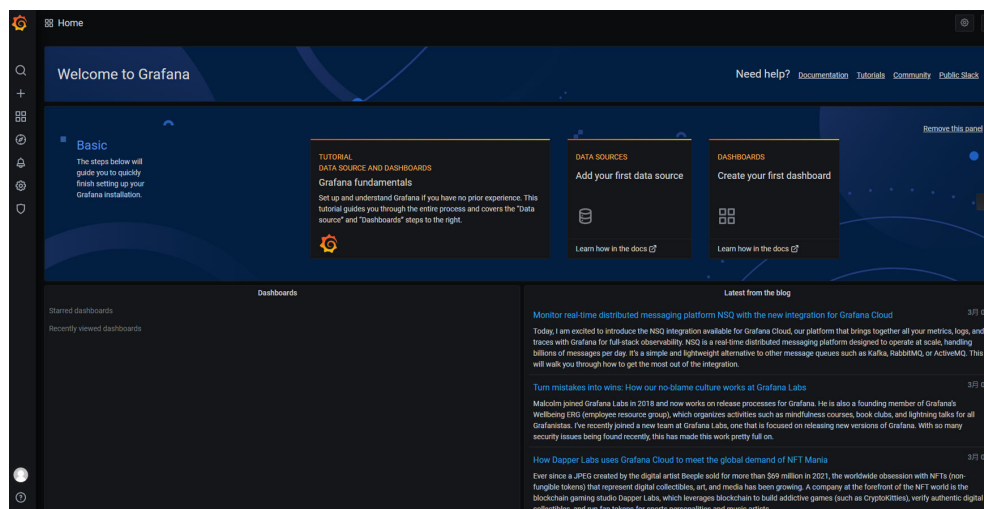 Home
Welcome to Grafana
Need help? Documentation Tutorials Community Public Slack
Remove this panel
Basic
The steps below will
guide you to quickly
finish setting up your
Grafana installation.
TUTORIAL
DATA SOURCE AND DASHBOARDS
Grafana fundamentals
Set up and understand Grafana if you have no prior experience. This
tutorial guides you through the entire process and covers the "Data
source" and "Dashboards" steps to the right.
DATA SOURCES
Add your first data source
Learn how in the docs
DASHBOARDS
Create your first dashboard
Learn how in the docs
Dashboards
Starred dashboards
Recently viewed dashboards
Latest from the blog
Monitor real-time distributed messaging platform NSQ with the new integration for Grafana Cloud
3月
Today, I am excited to introduce the NSQ integration available for Grafana Cloud, our platform that brings together all your metrics, logs, and
traces with Grafana for full-stack observability. NSQ is a real-time distributed messaging platform designed to operate at scale, handling
billions of messages per day. It's a simple and lightweight alternative to other message queues such as Kafka, RabbitMQ, or ActiveMQ. This
will walk you through how to get the most out of the integration.
Turn mistakes into wins: How our no-blame culture works at Grafana Labs
3月
Malcolm joined Grafana Labs in 2018 and now works on release processes for Grafana. He is also a founding member of Grafana's
Wellbeing ERG (employee resource group), which organizes activities such as mindfulness courses, book clubs, and lightning talks for all
Grafanistas. I've recently joined a new team at Grafana Labs, one that is focused on releasing new versions of Grafana. With so many
security issues being found recently, this has made this work pretty full on.
How Dapper Labs uses Grafana Cloud to meet the global demand of NFT Mania
3月
Ever since a JPEG created by the digital artist Beeple sold for more than $69 million in 2021, the worldwide obsession with NFTs (non-
fungible tokens) that represent digital collectibles, art, and media has been growing. A company at the forefront of the NFT world is the
blockchain gaming studio Dapper Labs, which leverages blockchain to build addictive games (such as CryptoKitties), verify authentic digital
collectibles, and run fan tokens for sports personalities and music artists.